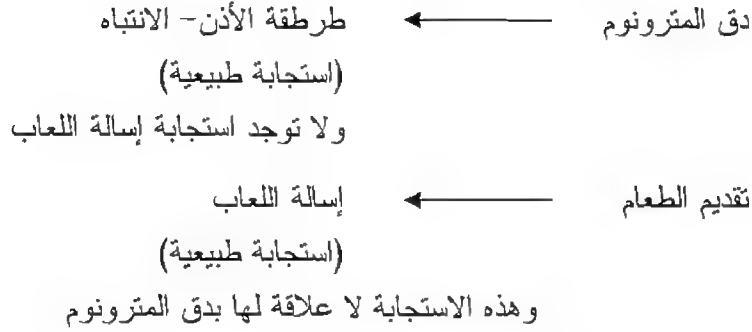 دق المترونوم ← طرطقة الأذن- الانتباه
(استجابة طبيعية)
ولا توجد استجابة إسالة اللعاب
تقديم الطعام ← إسالة اللعاب
(استجابة طبيعية)
وهذه الاستجابة لا علاقة لها بدق المترونوم